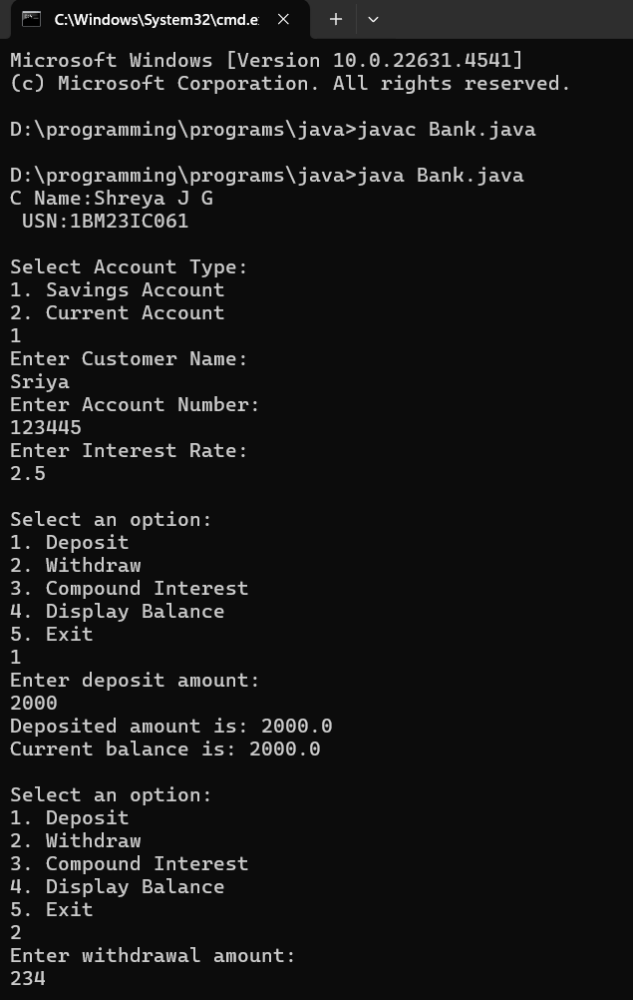 C:\Windows\System32\cmd.e
Microsoft Windows [Version 10.0.22631.4541]
(c) Microsoft Corporation. All rights reserved.
D:\programming\programs\java>javac Bank.java
D:\programming\programs\java>java Bank.java
C Name:Shreya J G
USN:1BM23IC061
Select Account Type:
1. Savings Account
2. Current Account
1
Enter Customer Name:
Sriya
Enter Account Number:
123445
Enter Interest Rate:
2.5
Select an option:
1. Deposit
2. Withdraw
3. Compound Interest
4. Display Balance
5. Exit
1
Enter deposit amount:
2000
Deposited amount is: 2000.0
Current balance is: 2000.0
Select an option:
1. Deposit
2. Withdraw
3. Compound Interest
4. Display Balance
5. Exit
2
Enter withdrawal amount:
234